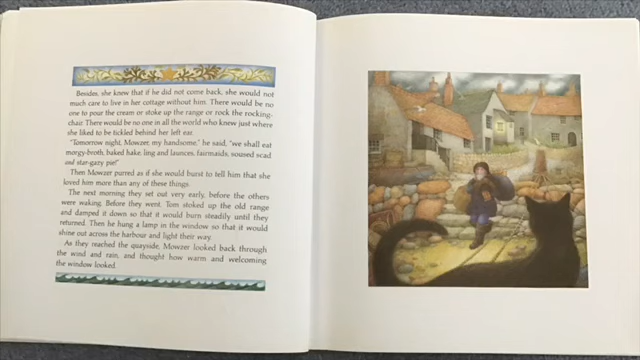 Besides, she knew that if he did not come back, she would not
much care to live in her cottage without him. There would be no
one to pour the cream or stoke up the range or rock the rocking-
chair. There would be no one in all the world who knew just where
she liked to be tickled behind her left ear.
"Tomorrow night, Mowzer, my handsome," he said, "we shall eat
morgy-broth, baked hake, ling and launces, fairmaids, soused scad
and star-gazy pie!"
Then Mowzer purred as if she would burst to tell him that she
loved him more than any of these things.
The next morning they set out very early, before the others
were waking. Before they went, Tom stoked up the old range
and damped it down so that it would burn steadily until they
returned. Then he hung a lamp in the window so that it would
shine out across the harbour and light their way.
As they reached the quayside, Mowzer looked back through
the wind and rain, and thought how warm and welcoming
the window looked.